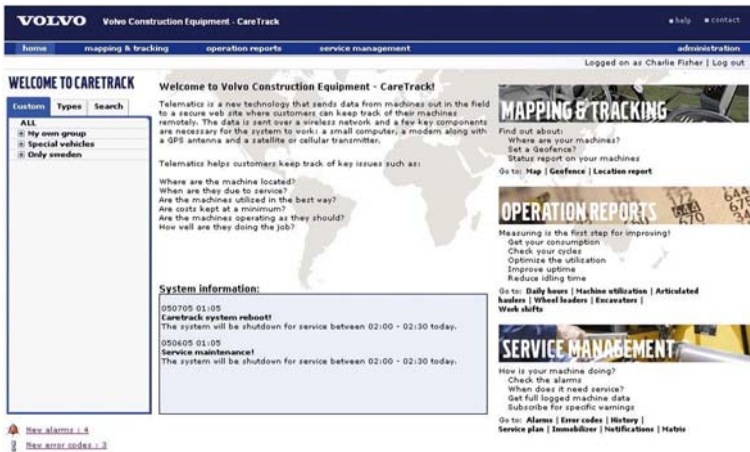 VOLVO Volvo Construction Equipment - CareTrack
help contact
home mapping & tracking operation reports service management administration
Logged on as Charlie Fisher | Log out
WELCOME TO CARETRACK
Custom Types Search
ALL
My own group
Special vehicles
Only sweden
New alarms : 4
New error codes : 3
Welcome to Volvo Construction Equipment - CareTrack!
Telematics is a new technology that sends data from machines out in the field
to a secure web site where customers can keep track of their machines
remotely. The data is sent over a wireless network and a few key components
are necessary for the system to work: a small computer, a modem along with
a GPS antenna and a satellite or cellular transmitter.
Telematics helps customers keep track of key issues such as:
Where are the machine located?
When are they due to service?
Are the machines utilized in the best way?
Are costs kept at a minimum?
Are the machines operating as they should?
How well are they doing the job?
System information:
050705 01:05
Caretrack system reboot!
The system will be shutdown for service between 02:00 - 02:30 today.
050605 01:05
Service maintenance!
The system will be shutdown for service between 02:00 - 02:30 today.
MAPPING & TRACKING
Find out about:
Where are your machines?
Set a Geofence?
Status report on your machines
Go to: Map | Geofence | Location report
OPERATION REPORTS
Measuring is the first step for improving!
Get your consumption
Check your cycles
Optimize the utilization
Improve uptime
Reduce idling time
Go to: Daily hours | Machine utilization | Articulated
haulers | Wheel loaders | Excavators |
Work shifts
SERVICE MANAGEMENT
How is your machine doing?
Check the alarms
When does it need service?
Get full logged machine data
Subscribe for specific warnings
Go to: Alarms | Error codes | History |
Service plan | Immobilizer | Notifications | Matris